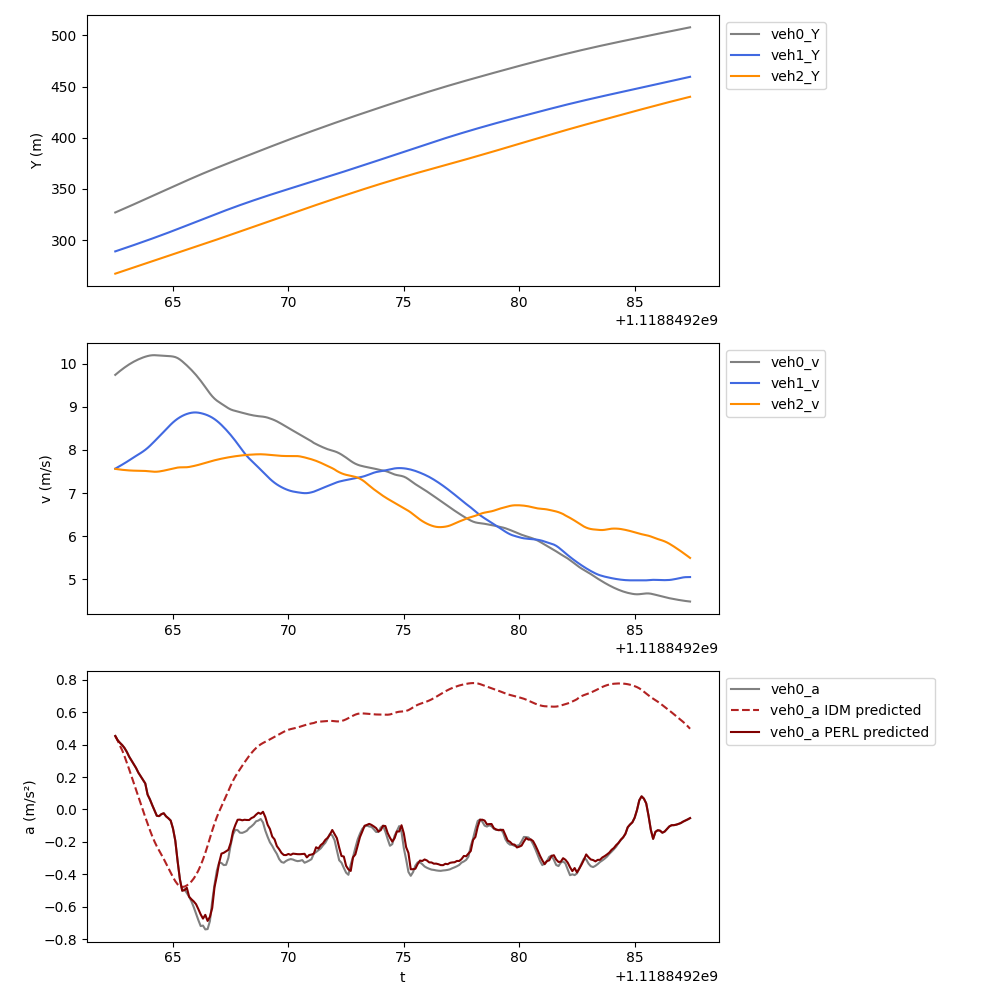 500
450
400
350
300
Y (m)
65 70 75 80 85
+1.1188492e9
veh0_Y
veh1_Y
veh2_Y
10
9
8
7
6
5
v (m/s)
65 70 75 80 85
+1.1188492e9
veh0_v
veh1_v
veh2_v
0.8
0.6
0.4
0.2
0.0
−0.2
−0.4
−0.6
−0.8
a (m/s²)
65 70 75 80 85
t
+1.1188492e9
veh0_a
veh0_a IDM predicted
veh0_a PERL predicted